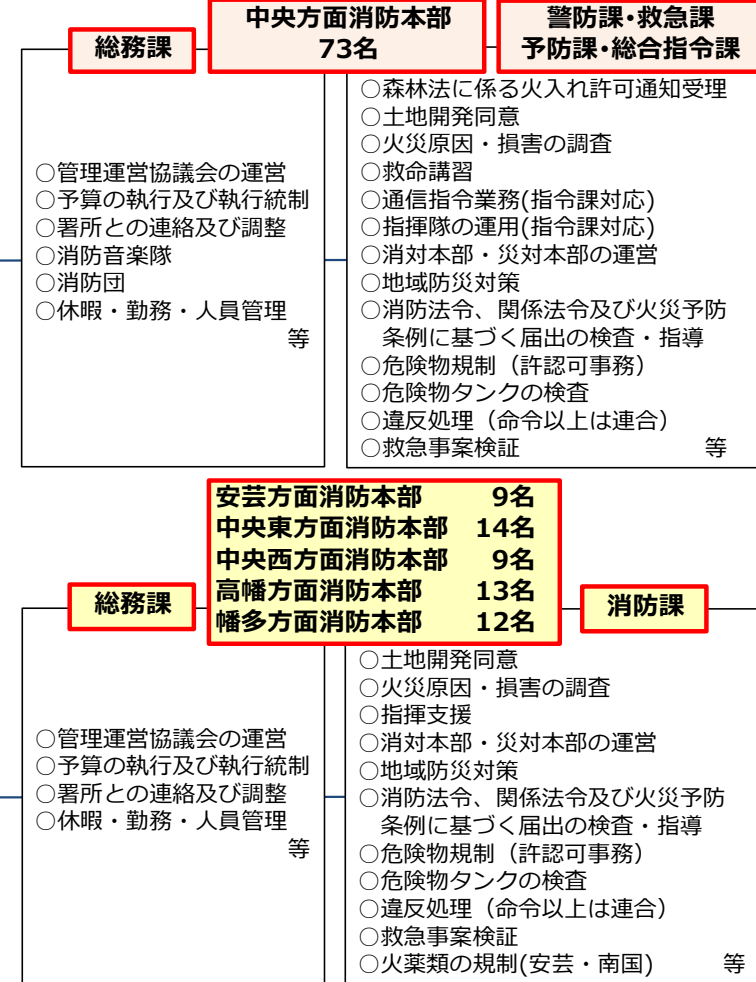 中央方面消防本部
73名
警防課・救急課
予防課・総合指令課
総務課
○管理運営協議会の運営
○予算の執行及び執行統制
○署所との連絡及び調整
○消防音楽隊
○消防団
○休暇・勤務・人員管理
等
○森林法に係る火入れ許可通知受理
○土地開発同意
○火災原因・損害の調査
○救命講習
○通信指令業務(指令課対応)
○指揮隊の運用(指令課対応)
○消対本部・災対本部の運営
○地域防災対策
○消防法令、関係法令及び火災予防
条例に基づく届出の検査・指導
○危険物規制（許認可事務）
○危険物タンクの検査
○違反処理（命令以上は連合）
○救急事案検証 等
安芸方面消防本部 9名
中央東方面消防本部 14名
中央西方面消防本部 9名
高幡方面消防本部 13名
幡多方面消防本部 12名
総務課
消防課
○管理運営協議会の運営
○予算の執行及び執行統制
○署所との連絡及び調整
○休暇・勤務・人員管理
等
○土地開発同意
○火災原因・損害の調査
○指揮支援
○消対本部・災対本部の運営
○地域防災対策
○消防法令、関係法令及び火災予防
条例に基づく届出の検査・指導
○危険物規制（許認可事務）
○危険物タンクの検査
○違反処理（命令以上は連合）
○救急事案検証
○火薬類の規制(安芸・南国) 等